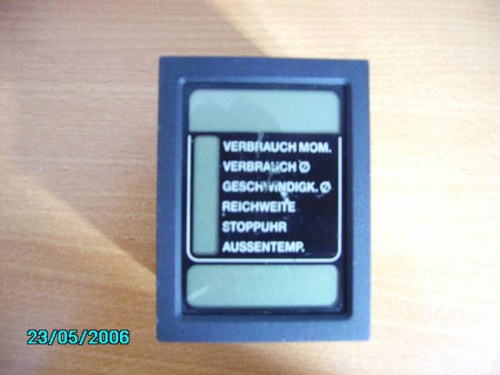 VERBRAUCH MOM.
VERBRAUCH Ø
GESCHWINDIGK. Ø
REICHWEITE
STOPPUHR
AUSSENTEMP.
23/05/2006